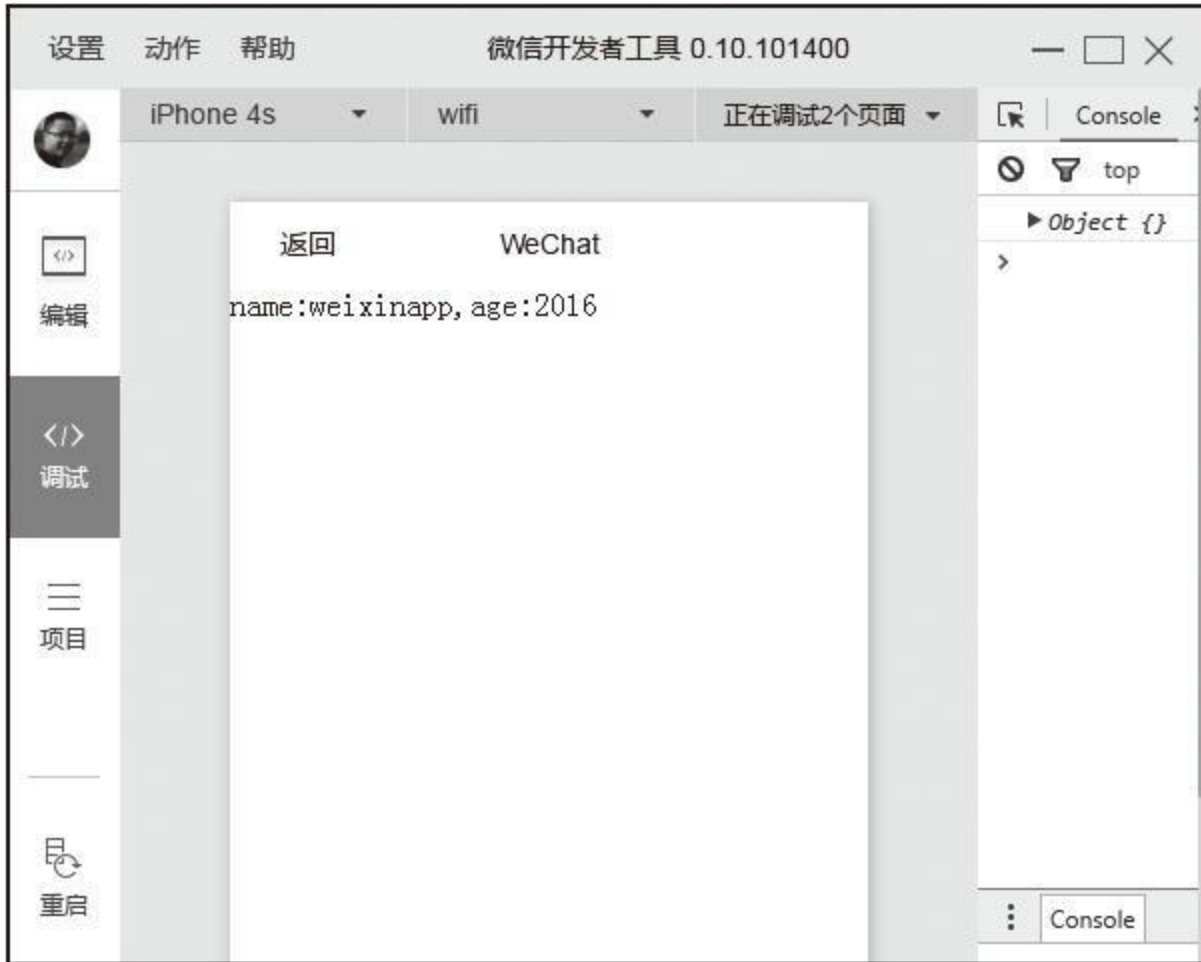 设置 动作 帮助 微信开发者工具 0.10.101400
iPhone 4s wifi 正在调试2个页面 Console
top
Object {}
返回 WeChat
name:weixinapp,age:2016
</>
编辑
</>
调试
项目
重启
Console